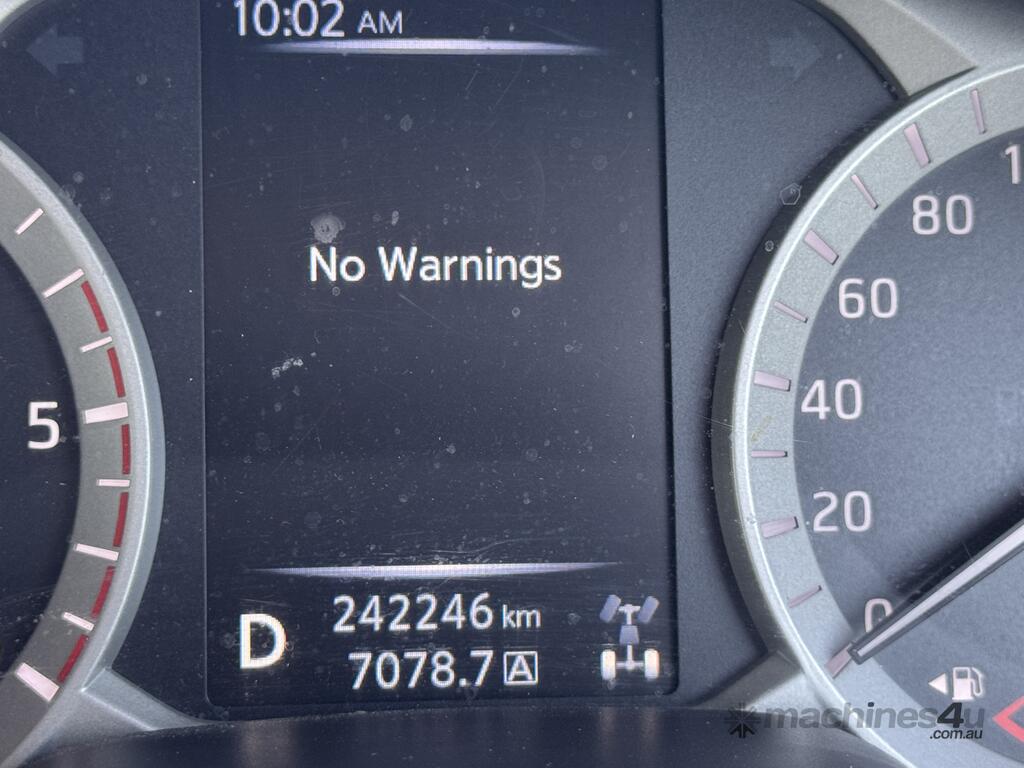 10:02 AM
No Warnings
5
80
60
40
20
0
D
242246 km
7078.7 A
machines4u
.com.au